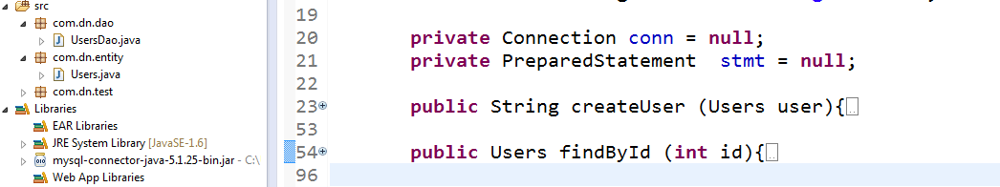 src
com.dn.dao
UsersDao.java
com.dn.entity
Users.java
com.dn.test
Libraries
EAR Libraries
JRE System Library [JavaSE-1.6]
mysql-connector-java-5.1.25-bin.jar - C:\
Web App Libraries
19
20 private Connection conn = null;
21 private PreparedStatement stmt = null;
22
23 public String createUser (Users user){
53
54 public Users findById (int id){
96